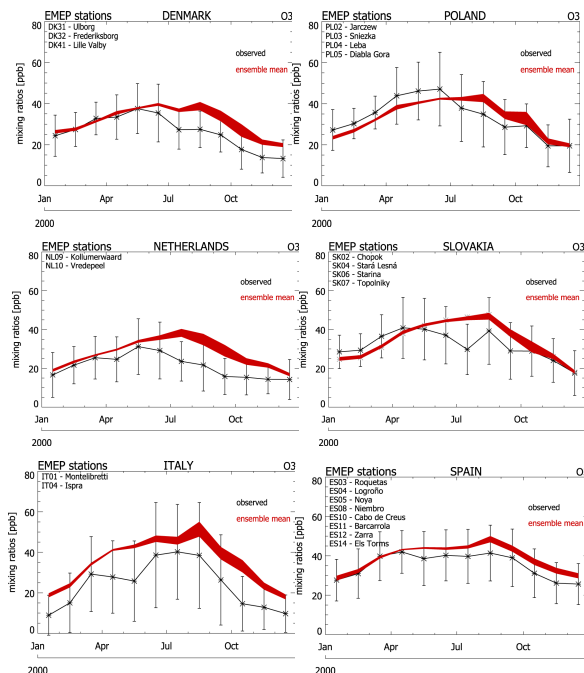 EMEP stations DENMARK O3
DK31 - Ulborg
DK32 - Frederiksborg
DK41 - Lille Valby
observed
ensemble mean
mixing ratios [ppb]
80
60
40
20
0
Jan Apr Jul Oct
2000
EMEP stations POLAND O3
PL02 - Jarczew
PL03 - Sniezka
PL04 - Leba
PL05 - Diabla Gora
observed
ensemble mean
mixing ratios [ppb]
80
60
40
20
0
Jan Apr Jul Oct
EMEP stations NETHERLANDS O3
NL09 - Kollumerwaard
NL10 - Vredepeel
observed
ensemble mean
mixing ratios [ppb]
80
60
40
20
0
Jan Apr Jul Oct
2000
EMEP stations SLOVAKIA O3
SK02 - Chopok
SK04 - Stará Lesná
SK06 - Starina
SK07 - Topolniky
observed
ensemble mean
mixing ratios [ppb]
80
60
40
20
0
Jan Apr Jul Oct
2000
EMEP stations ITALY O3
IT01 - Montelibretti
IT04 - Ispra
observed
ensemble mean
mixing ratios [ppb]
80
60
40
20
0
Jan Apr Jul Oct
2000
EMEP stations SPAIN
ES03 - Roquetas
ES04 - Logroño
ES05 - Noya
ES08 - Niembro
ES10 - Cabo de Creus
ES11 - Barcarrola
ES12 - Zarra
ES14 - Els Torms
observed
ensemble mean
mixing ratios [ppb]
80
60
40
20
0
Jan Apr Jul Oct
2000